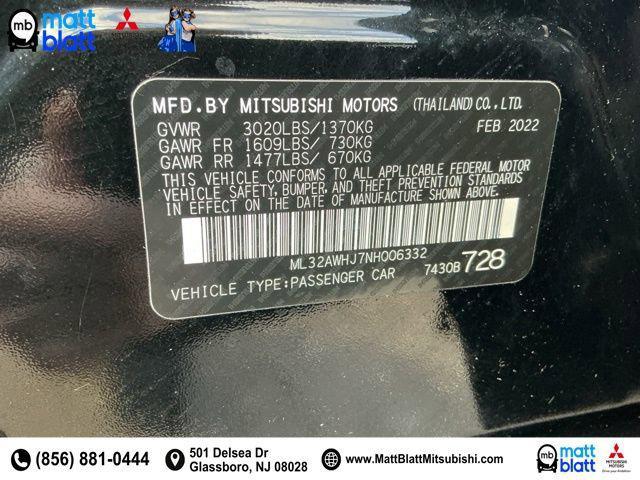 mb matt blatt
MFD.BY MITSUBISHI MOTORS (THAILAND) CO., LTD.
GVWR 3020LBS/1370KG FEB 2022
GAWR FR 1609LBS/ 730KG
GAWR RR 1477LBS/ 670KG
THIS VEHICLE CONFORMS TO ALL APPLICABLE FEDERAL MOTOR
VEHICLE SAFETY, BUMPER, AND THEFT PREVENTION STANDARDS
IN EFFECT ON THE DATE OF MANUFACTURE SHOWN ABOVE.
ML32AWHJ7NH006332
VEHICLE TYPE:PASSENGER CAR 7430B 728
(856) 881-0444
501 Delsea Dr
Glassboro, NJ 08028
www.MattBlattMitsubishi.com
mb matt blatt
MITSUBISHI
MOTORS
Drive your Ambition